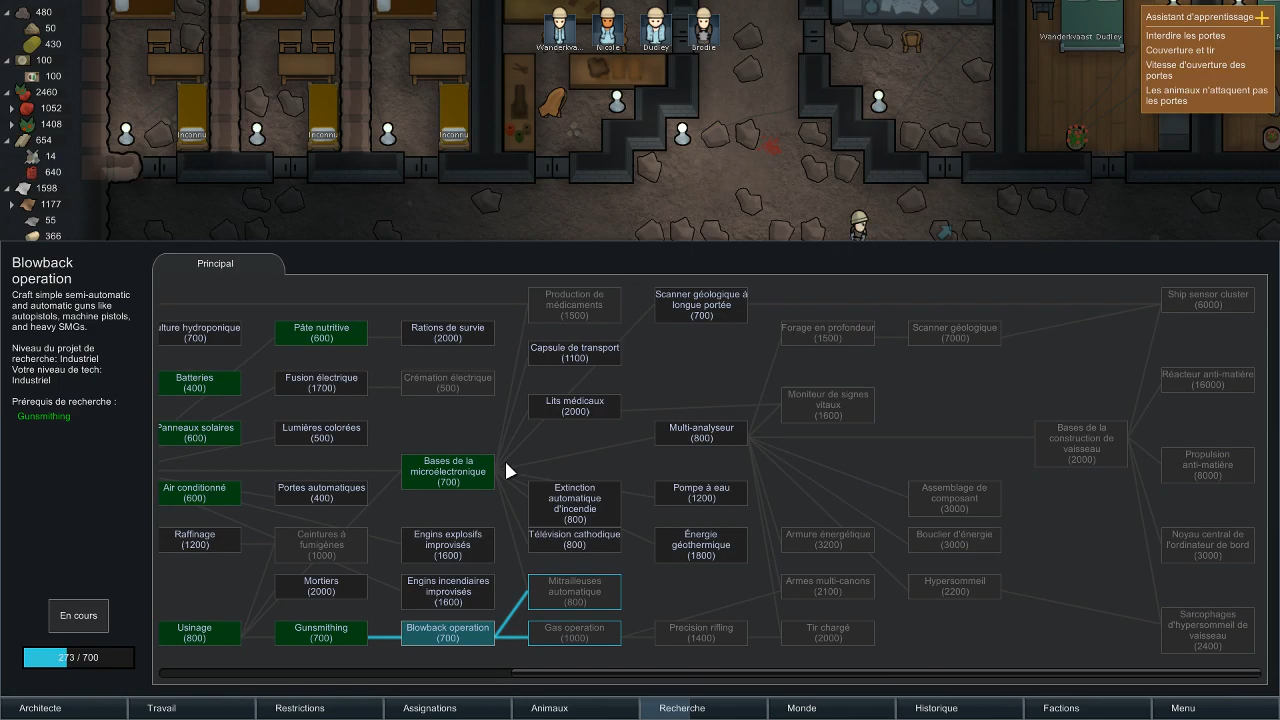 480
50
430
100
100
2460
1052
1408
654
14
640
1598
1177
55
366
Wanderkva...
Nicole
Dudley
Brodie
Wanderkvaast
Dudley
Inconnu
Inconnu
Inconnu
Assistant d'apprentissage
Interdire les portes
Couverture et tir
Vitesse d'ouverture des
portes
Les animaux n'attaquent pas
les portes
Blowback
operation
Craft simple semi-automatic
and automatic guns like
autopistols, machine pistols,
and heavy SMGs.
Niveau du projet de
recherche: Industriel
Votre niveau de tech:
Industriel
Prérequis de recherche :
Gunsmithing
En cours
273 / 700
Principal
ulture hydroponique
(700)
Batteries
(400)
Panneaux solaires
(600)
Air conditionné
(600)
Raffinage
(1200)
Usinage
(800)
Pâte nutritive
(600)
Fusion électrique
(1700)
Lumières colorées
(500)
Portes automatiques
(400)
Ceintures à
fumigènes
(1000)
Mortiers
(2000)
Gunsmithing
(700)
Rations de survie
(2000)
Crémation électrique
(500)
Bases de la
microélectronique
(700)
Engins explosifs
improvisés
(1600)
Engins incendiaires
improvisés
(1600)
Blowback operation
(700)
Production de
médicaments
(1500)
Capsule de transport
(1100)
Lits médicaux
(2000)
Extinction
automatique
d'incendie
(800)
Télévision cathodique
(800)
Mitrailleuses
automatique
(800)
Gas operation
(1000)
Scanner géologique à
longue portée
(700)
Multi-analyseur
(800)
Pompe à eau
(1200)
Énergie
géothermique
(1800)
Precision rifling
(1400)
Forage en profondeur
(1500)
Moniteur de signes
vitaux
(1600)
Armure énergétique
(3200)
Armes multi-canons
(2100)
Tir chargé
(2000)
Scanner géologique
(7000)
Assemblage de
composant
(3000)
Bouclier d'énergie
(3000)
Hypersommeil
(2200)
Bases de la
construction de
vaisseau
(2000)
Ship sensor cluster
(6000)
Réacteur anti-matière
(16000)
Propulsion
anti-matière
(8000)
Noyau central de
l'ordinateur de bord
(3000)
Sarcophages
d'hypersommeil de
vaisseau
(2400)
Architecte
Travail
Restrictions
Assignations
Animaux
Recherche
Monde
Historique
Factions
Menu